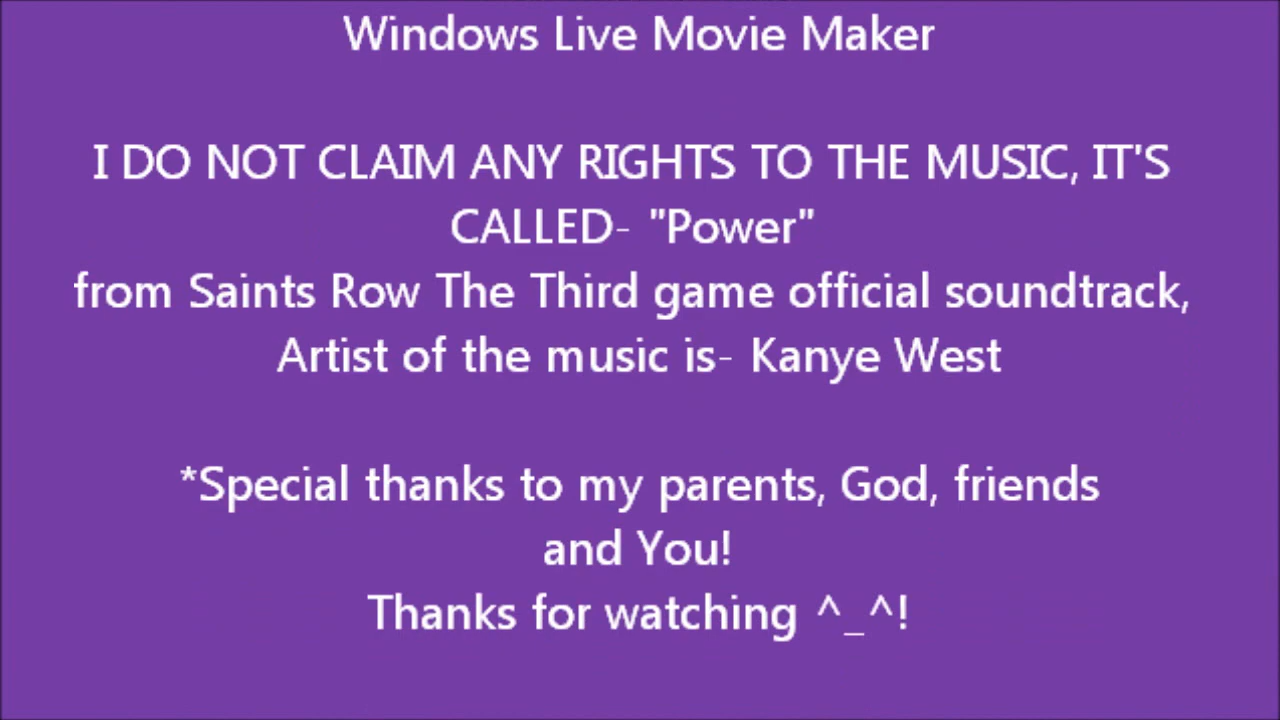 Windows Live Movie Maker
I DO NOT CLAIM ANY RIGHTS TO THE MUSIC, IT'S
CALLED- "Power"
from Saints Row The Third game official soundtrack,
Artist of the music is- Kanye West
*Special thanks to my parents, God, friends
and You!
Thanks for watching ^_^!